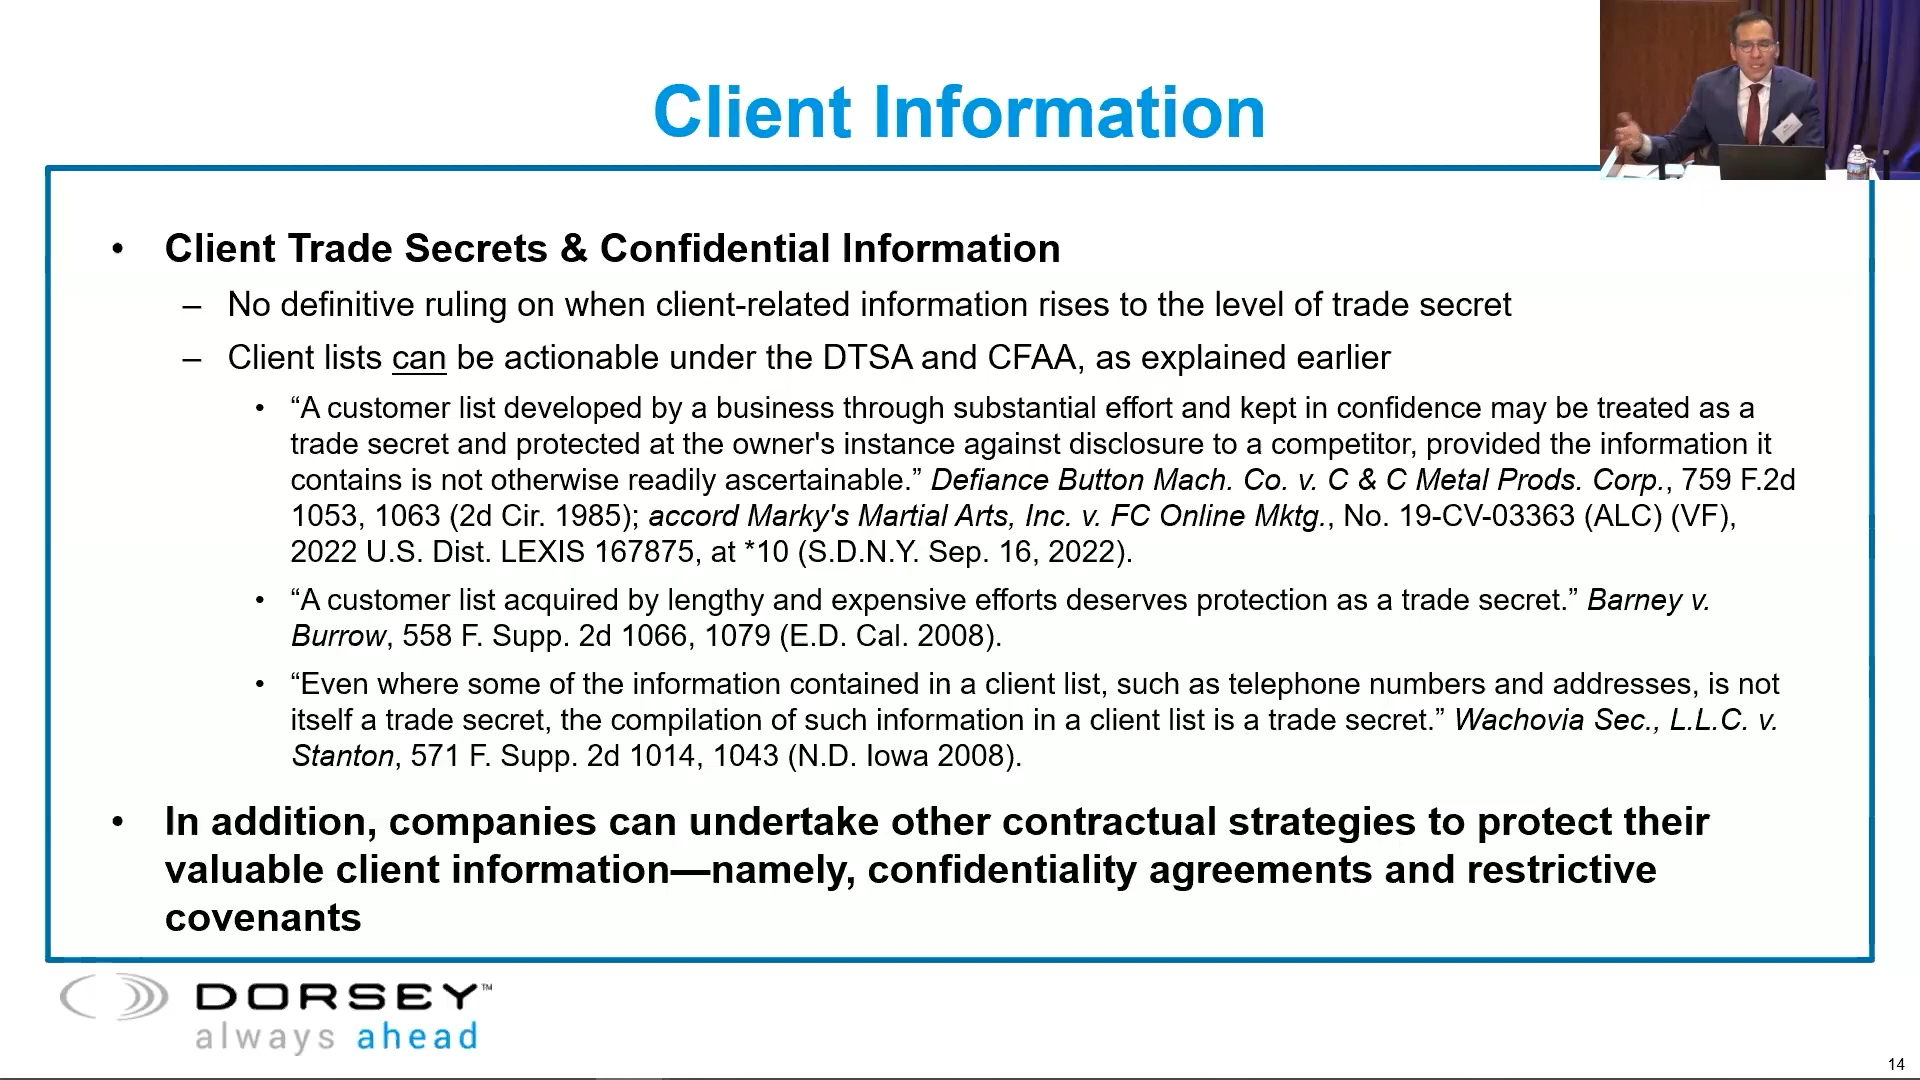 Client Information
• Client Trade Secrets & Confidential Information
– No definitive ruling on when client-related information rises to the level of trade secret
– Client lists can be actionable under the DTSA and CFAA, as explained earlier
• “A customer list developed by a business through substantial effort and kept in confidence may be treated as a
trade secret and protected at the owner's instance against disclosure to a competitor, provided the information it
contains is not otherwise readily ascertainable.” Defiance Button Mach. Co. v. C & C Metal Prods. Corp., 759 F.2d
1053, 1063 (2d Cir. 1985); accord Marky's Martial Arts, Inc. v. FC Online Mktg., No. 19-CV-03363 (ALC) (VF),
2022 U.S. Dist. LEXIS 167875, at *10 (S.D.N.Y. Sep. 16, 2022).
• “A customer list acquired by lengthy and expensive efforts deserves protection as a trade secret.” Barney v.
Burrow, 558 F. Supp. 2d 1066, 1079 (E.D. Cal. 2008).
• “Even where some of the information contained in a client list, such as telephone numbers and addresses, is not
itself a trade secret, the compilation of such information in a client list is a trade secret.” Wachovia Sec., L.L.C. v.
Stanton, 571 F. Supp. 2d 1014, 1043 (N.D. Iowa 2008).
• In addition, companies can undertake other contractual strategies to protect their
valuable client information—namely, confidentiality agreements and restrictive
covenants
DORSEY™
always ahead
14